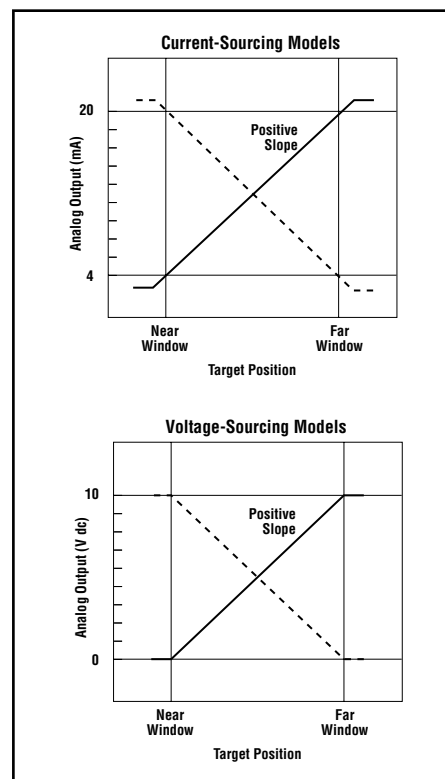 Current-Sourcing Models
20
Positive
Slope
Analog Output (mA)
4
Near
Window
Far
Window
Target Position
Voltage-Sourcing Models
10
Positive
Slope
Analog Output (V dc)
0
Near
Window
Far
Window
Target Position